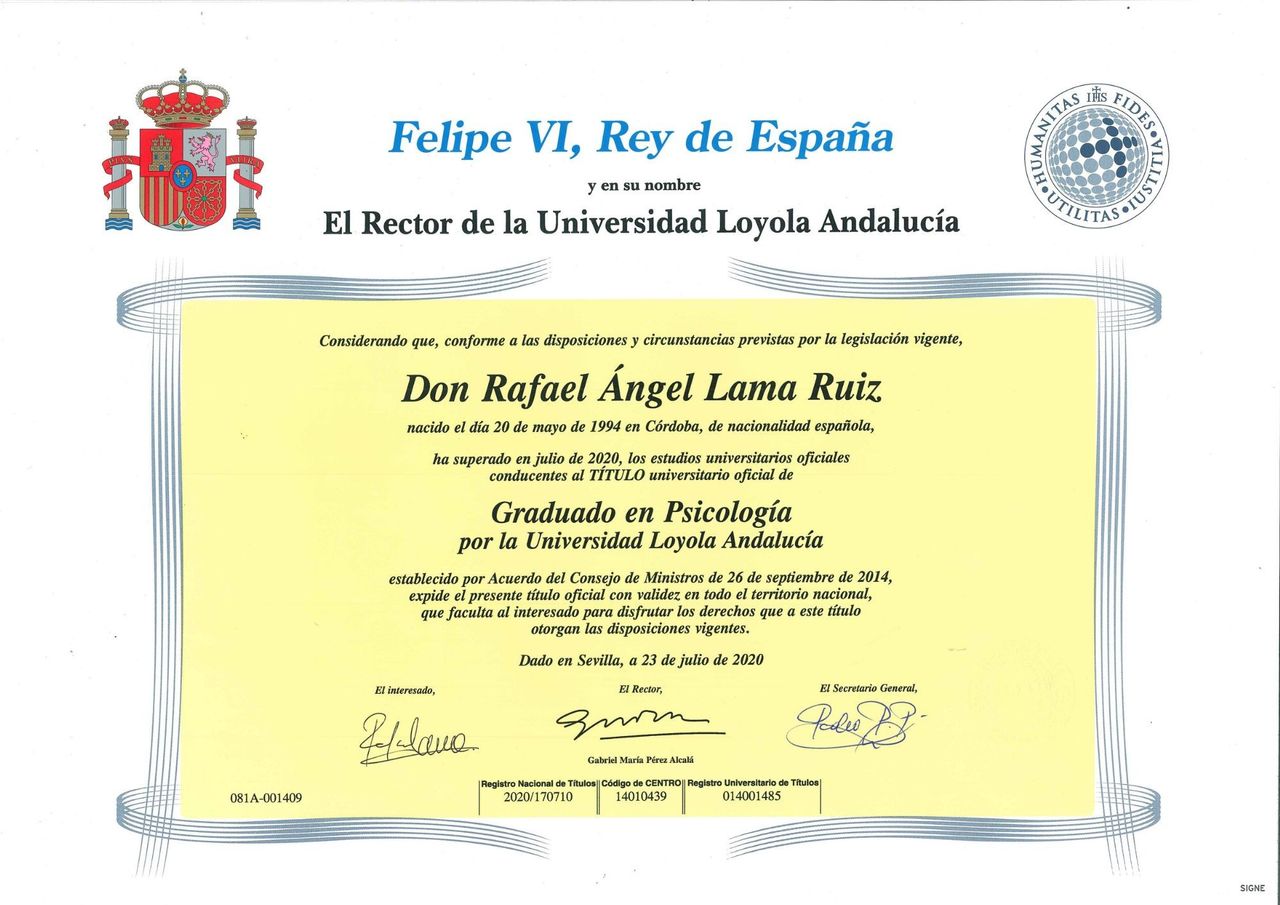 Felipe VI, Rey de España
y en su nombre
El Rector de la Universidad Loyola Andalucía
PLVS VLTRA
HUMANITAS IHS FIDES IUSTITIA UTILITAS
Considerando que, conforme a las disposiciones y circunstancias previstas por la legislación vigente,
Don Rafael Ángel Lama Ruiz
nacido el día 20 de mayo de 1994 en Córdoba, de nacionalidad española,
ha superado en julio de 2020, los estudios universitarios oficiales
conducentes al TÍTULO universitario oficial de
Graduado en Psicología
por la Universidad Loyola Andalucía
establecido por Acuerdo del Consejo de Ministros de 26 de septiembre de 2014,
expide el presente título oficial con validez en todo el territorio nacional,
que faculta al interesado para disfrutar los derechos que a este título
otorgan las disposiciones vigentes.
Dado en Sevilla, a 23 de julio de 2020
El interesado, El Rector, El Secretario General,
Gabriel María Pérez Alcalá
Registro Nacional de Títulos Código de CENTRO Registro Universitario de Títulos
081A-001409 2020/170710 14010439 014001485
SIGNE